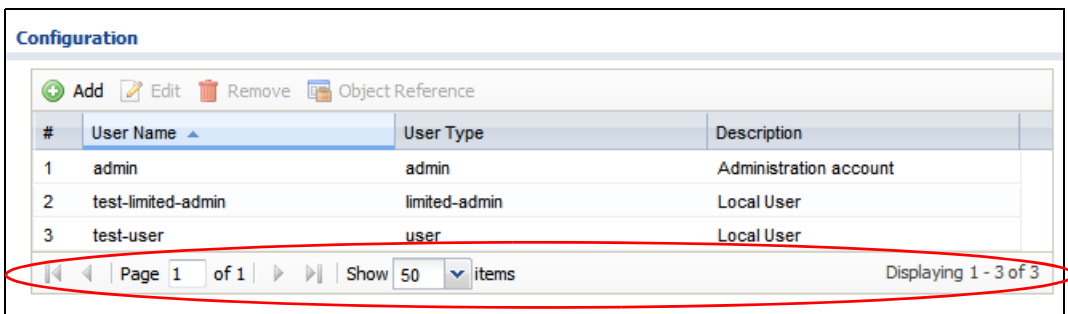 Configuration
Add Edit Remove Object Reference
# User Name User Type Description
1 admin admin Administration account
2 test-limited-admin limited-admin Local User
3 test-user user Local User
Page 1 of 1 Show 50 items Displaying 1 - 3 of 3